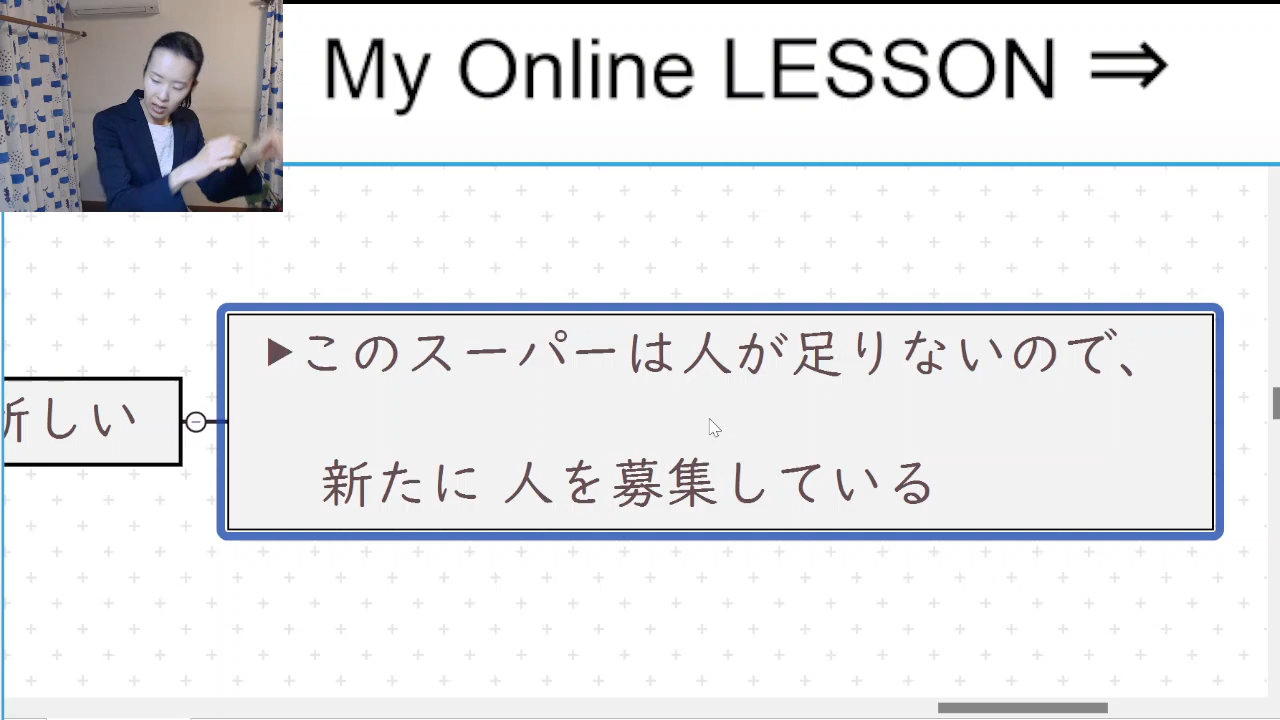 My Online LESSON ⇒
▶このスーパーは人が足りないので、
新しい
新たに 人を募集している